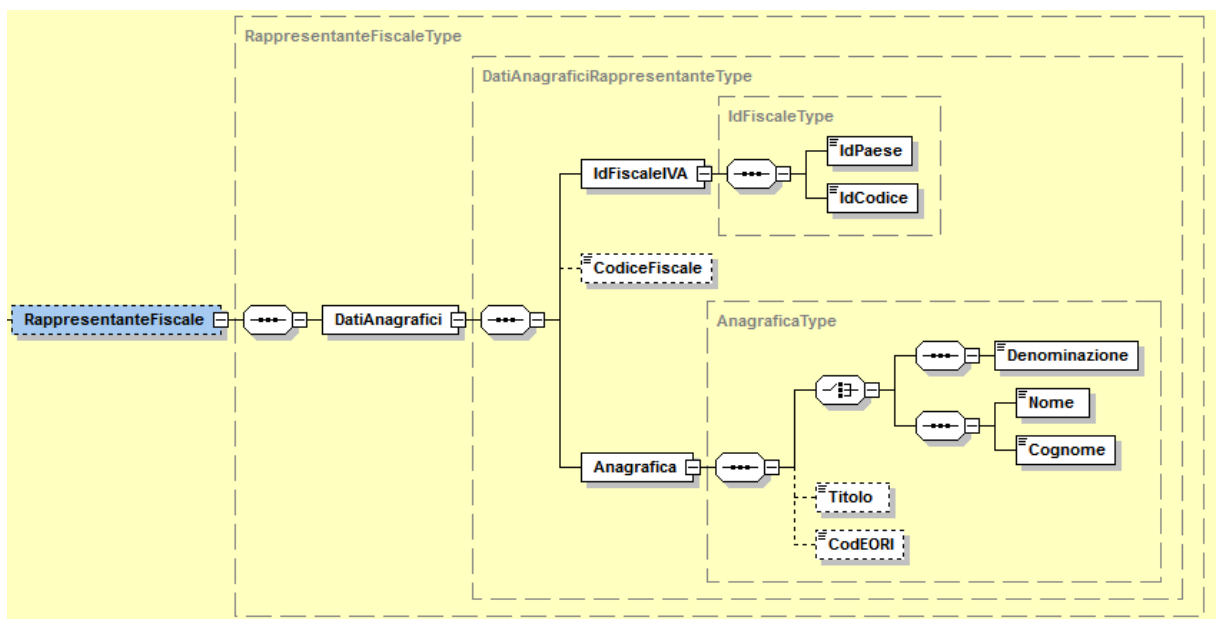 RappresentanteFiscaleType
DatiAnagraficiRappresentanteType
IdFiscaleType
IdPaese
IdFiscaleIVA
IdCodice
CodiceFiscale
RappresentanteFiscale
DatiAnagrafici
AnagraficaType
Denominazione
Nome
Cognome
Anagrafica
Titolo
CodEORI